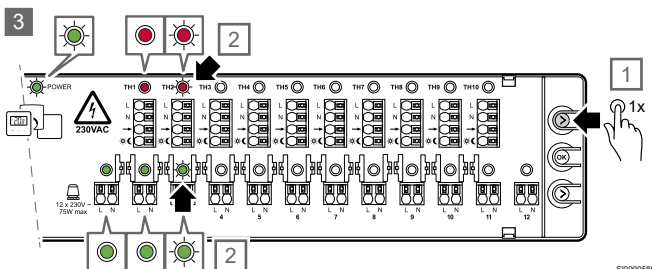 3
2
1
1x
POWER
TH1 TH2 TH3 TH4 TH5 TH6 TH7 TH8 TH9 TH10
L
N
230VAC
OK
12 x 230V ~
75W max
L N L N L N L N L N L N L N L N L N L N L N
4 5 6 7 8 9 10 11 12
2